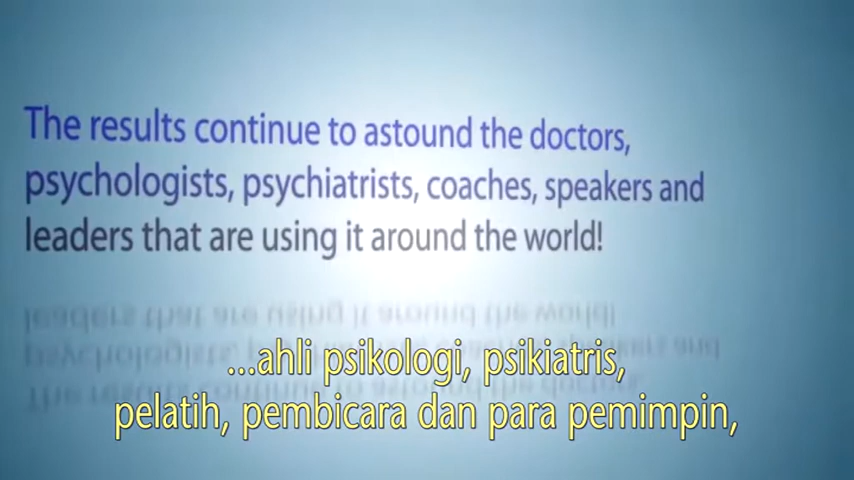 The results continue to astound the doctors,
psychologists, psychiatrists, coaches, speakers and
leaders that are using it around the world!
...ahli psikologi, psikiatris,
pelatih, pembicara dan para pemimpin,